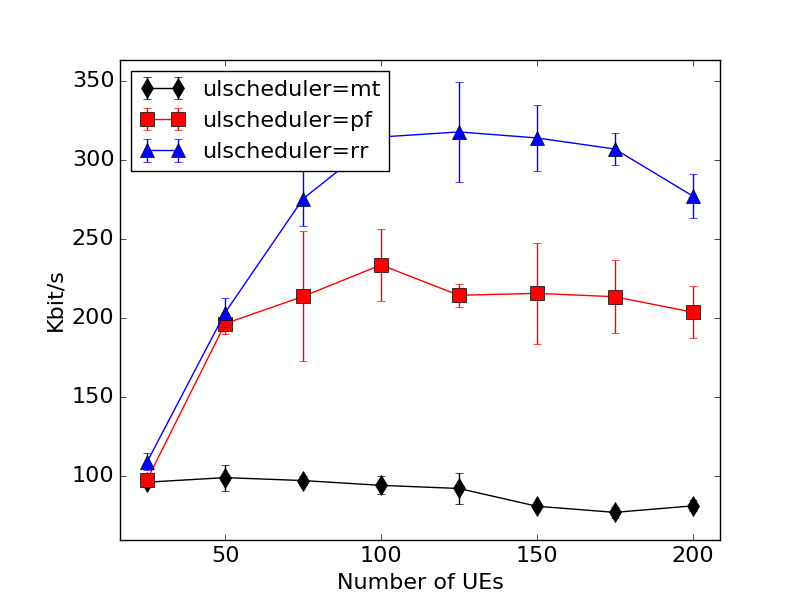 350
300
250
200
150
100
Kbit/s
ulscheduler=mt
ulscheduler=pf
ulscheduler=rr
50 100 150 200
Number of UEs